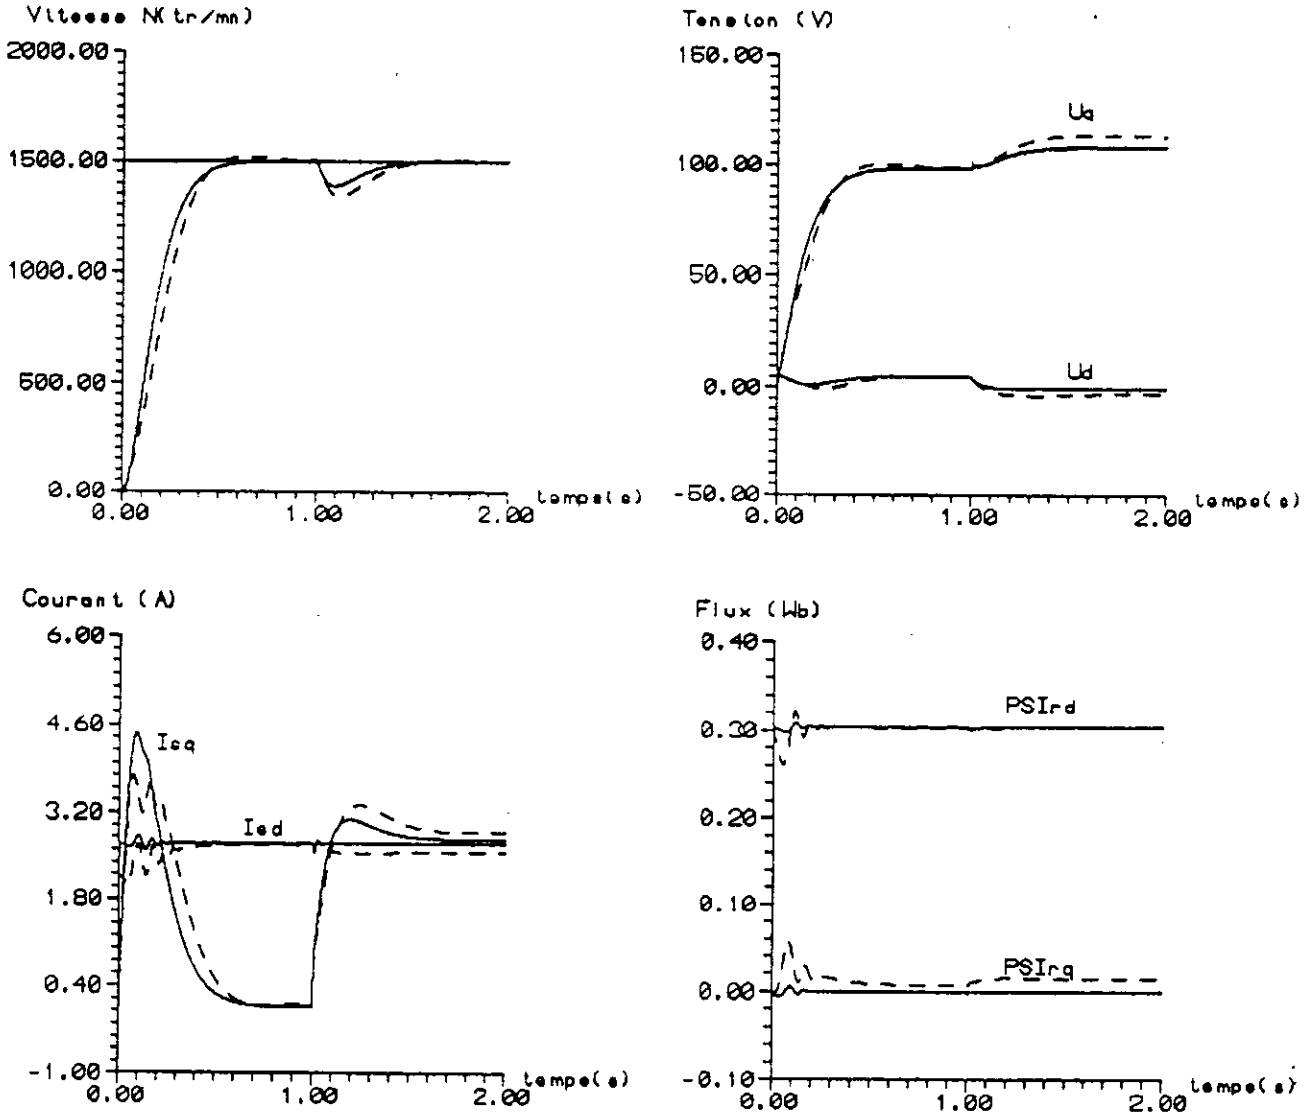 Vitesse N(tr/mn)
2000.00
1500.00
1000.00
500.00
0.00
0.00
1.00
2.00
temps(s)
Tension (V)
150.00
100.00
50.00
0.00
-50.00
Uq
Ud
0.00
1.00
2.00
temps(s)
Courant (A)
6.00
4.60
3.20
1.80
0.40
-1.00
Isq
Isd
0.00
1.00
2.00
temps(s)
Flux (Wb)
0.40
0.30
0.20
0.10
0.00
-0.10
PSIrd
PSIrq
0.00
1.00
2.00
temps(s)